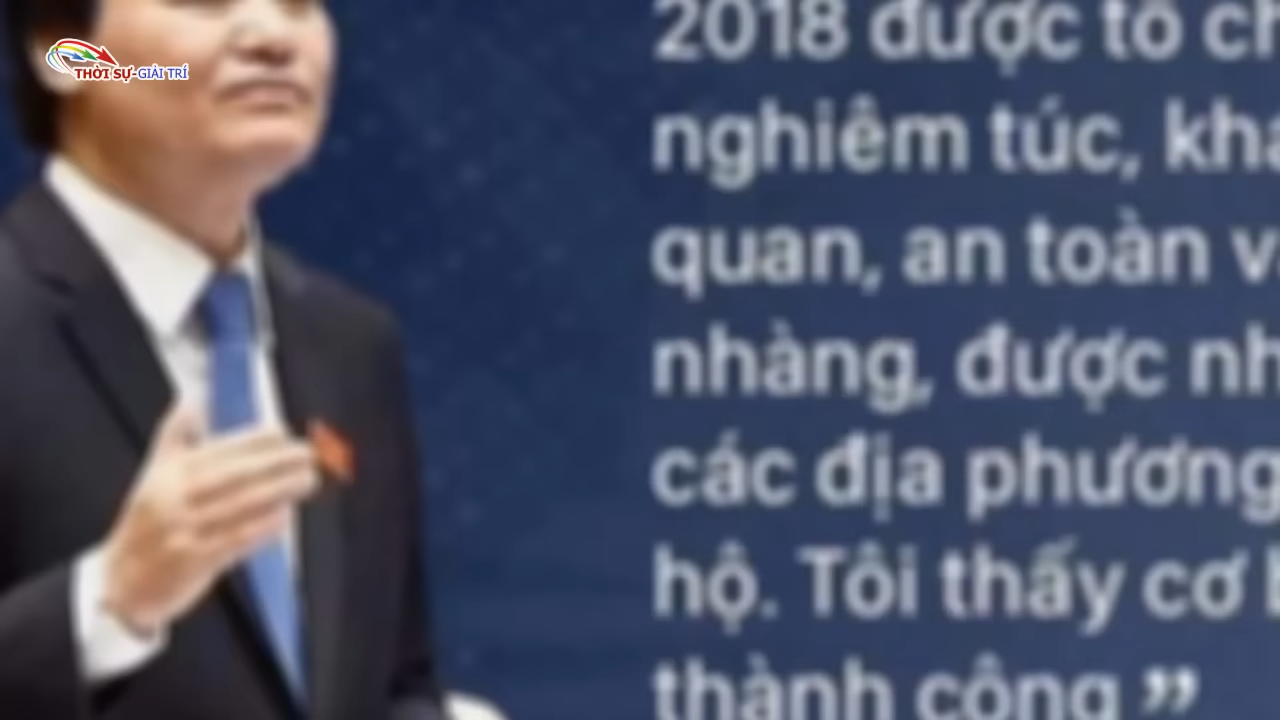 THỜI SỰ-GIẢI TRÍ
2018 được tổ
nghiêm túc,
quan, an toàn
nhàng, được
các địa phương
hộ. Tôi thấy cơ
thành công ”